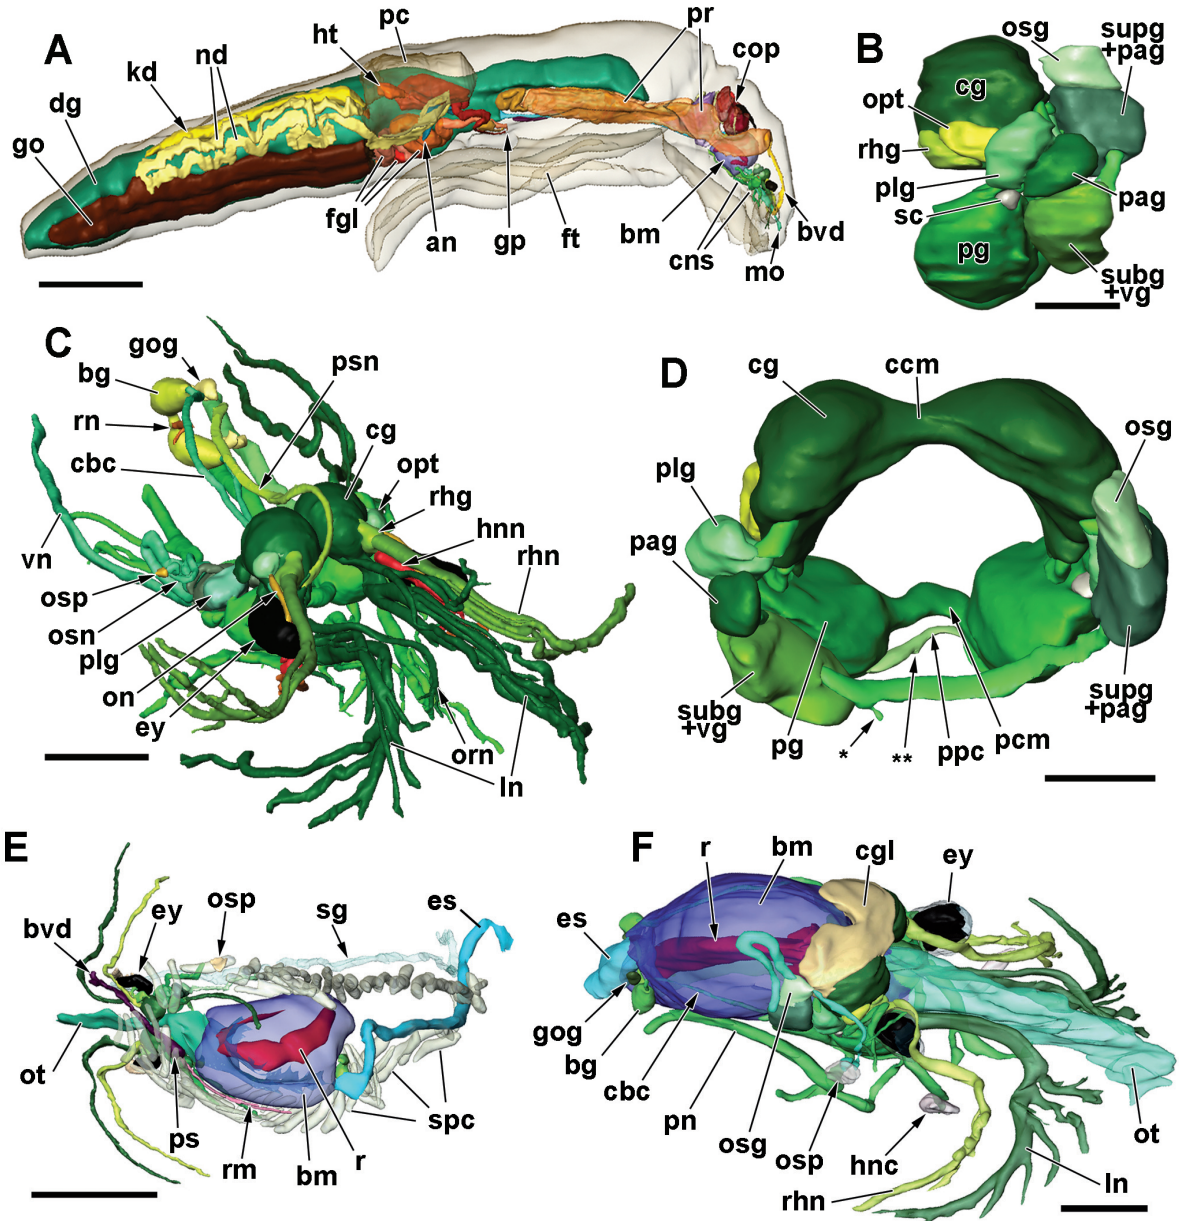 A
pc
pr
ht
cop
nd
kd
dg
go
fgl
an
gp
ft
bm
cns
mo
bvd
B
osg
supg
+pag
cg
opt
rhg
plg
sc
pag
pg
subg
+vg
C
gog
psn
bg
rn
cg
cbc
opt
rhg
hnn
rhn
vn
osp
osn
plg
on
ey
orn
ln
D
cg
ccm
osg
plg
pag
subg
+vg
pg
*
**
ppc
pcm
supg
+pag
E
bvd
ey
osp
sg
es
ot
ps
rm
bm
r
spc
F
r
bm
cgl
ey
es
gog
bg
cbc
pn
osg
osp
hnc
rhn
ln
ot